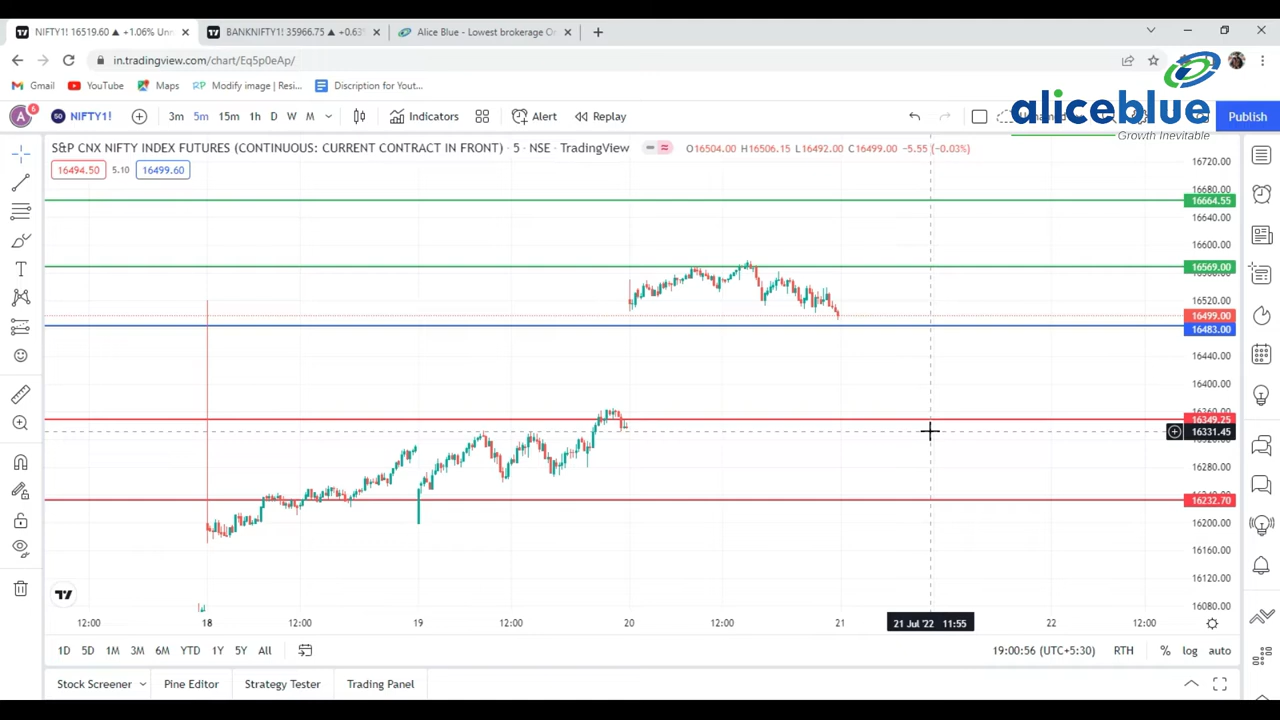 NIFTY1! 16519.60 ▲ +1.06% Unn
BANKNIFTY1! 35966.75 ▲ +0.63%
Alice Blue - Lowest brokerage On
in.tradingview.com/chart/Eq5p0eAp/
Gmail
YouTube
Maps
RP Modify image | Resi...
Discription for Yout...
aliceblue
Growth Inevitable
A
6
50 NIFTY1!
3m 5m 15m 1h D W M
Indicators
Alert
Replay
Publish
S&P CNX NIFTY INDEX FUTURES (CONTINUOUS: CURRENT CONTRACT IN FRONT) · 5 · NSE · TradingView
O16504.00 H16506.15 L16492.00 C16499.00 -5.55 (-0.03%)
16494.50 5.10 16499.60
16720.00
16680.00
16664.55
16640.00
16600.00
16569.00
16520.00
16499.00
16483.00
16440.00
16400.00
16360.00
16349.25
16331.45
16280.00
16232.70
16200.00
16160.00
16120.00
16080.00
12:00 18 12:00 19 12:00 20 12:00 21 21 Jul '22 11:55 22 12:00
1D 5D 1M 3M 6M YTD 1Y 5Y All
19:00:56 (UTC+5:30) RTH % log auto
Stock Screener Pine Editor Strategy Tester Trading Panel